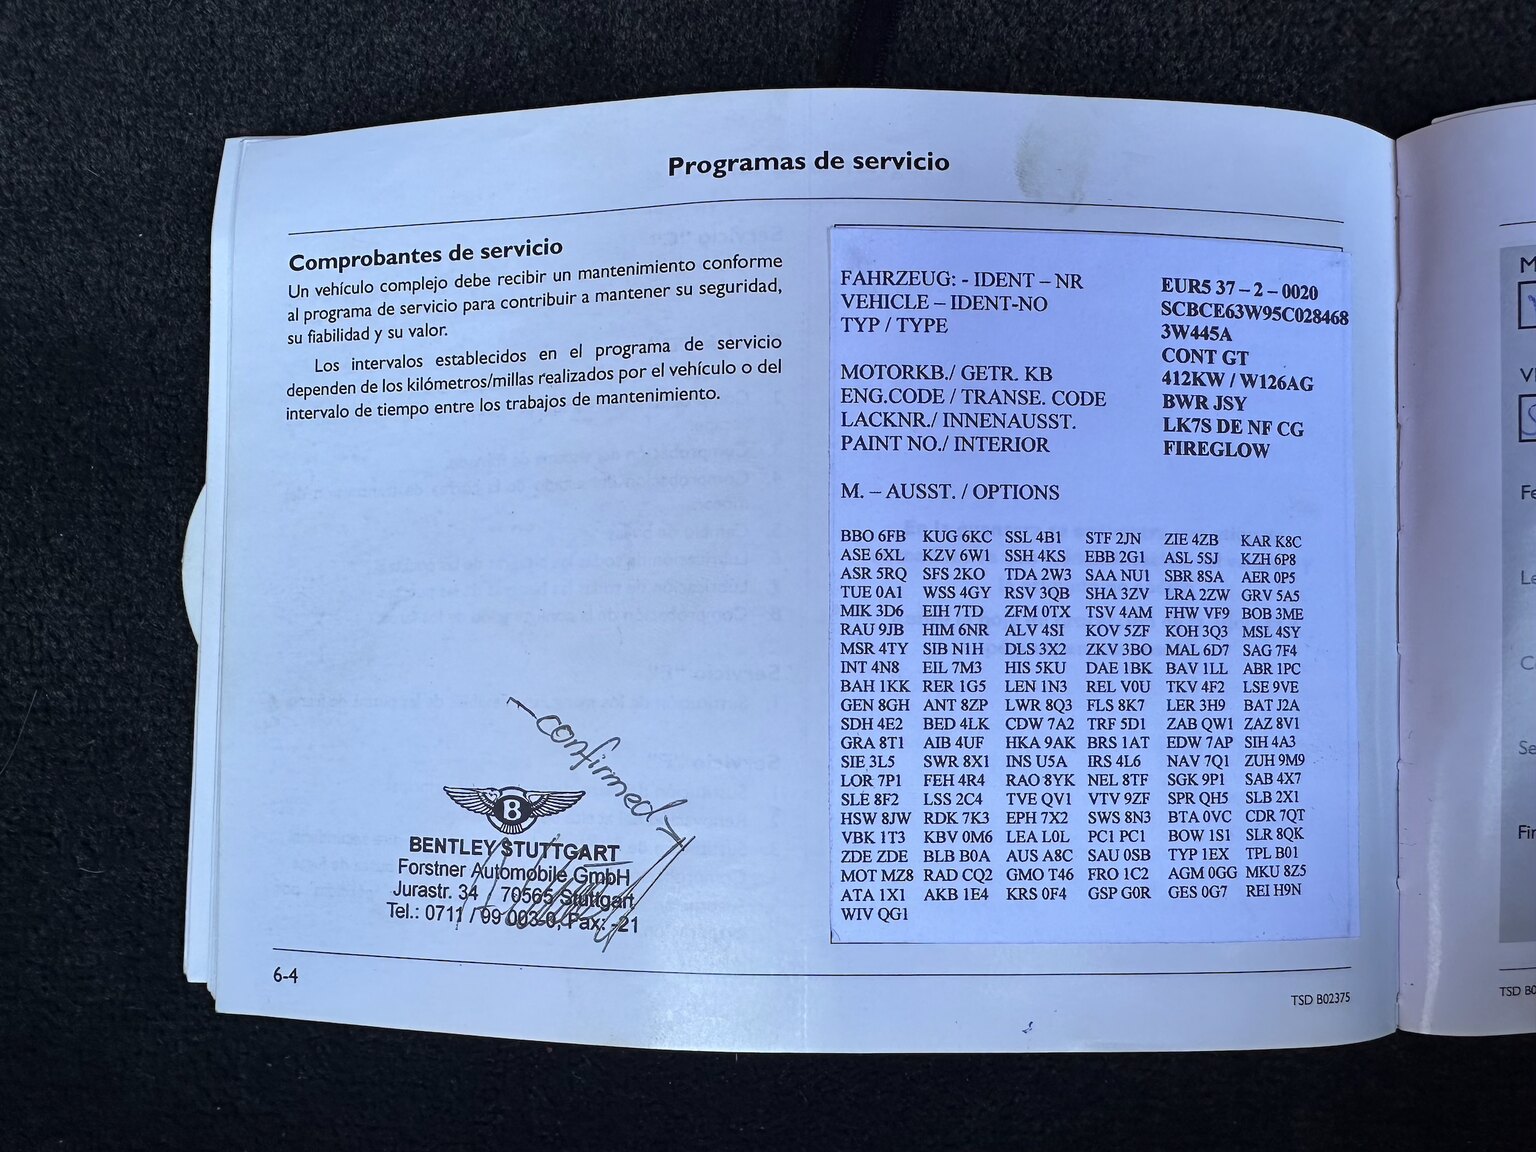 Programas de servicio
Comprobantes de servicio
Un vehículo complejo debe recibir un mantenimiento conforme
al programa de servicio para contribuir a mantener su seguridad,
su fiabilidad y su valor.
Los intervalos establecidos en el programa de servicio
dependen de los kilómetros/millas realizados por el vehículo o del
intervalo de tiempo entre los trabajos de mantenimiento.
- confirmed -
B
BENTLEY STUTTGART
Forstner Automobile GmbH
Jurastr. 34 / 70565 Stuttgart
Tel.: 0711 / 99 003-0, Fax: -21
6-4
FAHRZEUG: - IDENT – NR EUR5 37 – 2 – 0020
VEHICLE – IDENT-NO SCBCE63W95C028468
TYP / TYPE 3W445A
CONT GT
MOTORKB./ GETR. KB 412KW / W126AG
ENG.CODE / TRANSE. CODE BWR JSY
LACKNR./ INNENAUSST. LK7S DE NF CG
PAINT NO./ INTERIOR FIREGLOW
M. – AUSST. / OPTIONS
BBO 6FB KUG 6KC SSL 4B1 STF 2JN ZIE 4ZB KAR K8C
ASE 6XL KZV 6W1 SSH 4KS EBB 2G1 ASL 5SJ KZH 6P8
ASR 5RQ SFS 2KO TDA 2W3 SAA NU1 SBR 8SA AER 0P5
TUE 0A1 WSS 4GY RSV 3QB SHA 3ZV LRA 2ZW GRV 5A5
MIK 3D6 EIH 7TD ZFM 0TX TSV 4AM FHW VF9 BOB 3ME
RAU 9JB HIM 6NR ALV 4SI KOV 5ZF KOH 3Q3 MSL 4SY
MSR 4TY SIB N1H DLS 3X2 ZKV 3BO MAL 6D7 SAG 7F4
INT 4N8 EIL 7M3 HIS 5KU DAE 1BK BAV 1LL ABR 1PC
BAH 1KK RER 1G5 LEN 1N3 REL V0U TKV 4F2 LSE 9VE
GEN 8GH ANT 8ZP LWR 8Q3 FLS 8K7 LER 3H9 BAT J2A
SDH 4E2 BED 4LK CDW 7A2 TRF 5D1 ZAB QW1 ZAZ 8V1
GRA 8T1 AIB 4UF HKA 9AK BRS 1AT EDW 7AP SIH 4A3
SIE 3L5 SWR 8X1 INS U5A IRS 4L6 NAV 7Q1 ZUH 9M9
LOR 7P1 FEH 4R4 RAO 8YK NEL 8TF SGK 9P1 SAB 4X7
SLE 8F2 LSS 2C4 TVE QV1 VTV 9ZF SPR QH5 SLB 2X1
HSW 8JW RDK 7K3 EPH 7X2 SWS 8N3 BTA 0VC CDR 7QT
VBK 1T3 KBV 0M6 LEA L0L PC1 PC1 BOW 1S1 SLR 8QK
ZDE ZDE BLB B0A AUS A8C SAU 0SB TYP 1EX TPL B01
MOT MZ8 RAD CQ2 GMO T46 FRO 1C2 AGM 0GG MKU 8Z5
ATA 1X1 AKB 1E4 KRS 0F4 GSP G0R GES 0G7 REI H9N
WIV QG1
TSD B02375